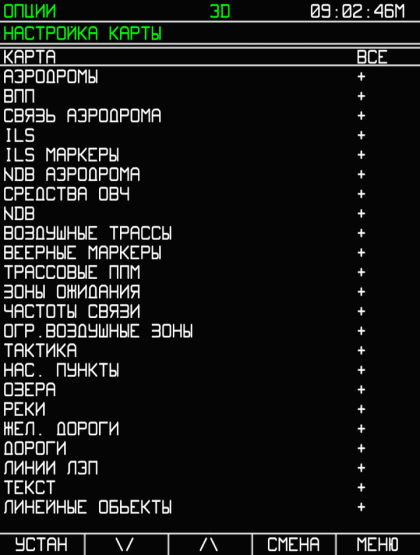 ОПЦИИ 3D 09:02:46М
НАСТРОЙКА КАРТЫ
КАРТА ВСЕ
АЭРОДРОМЫ +
ВПП +
СВЯЗЬ АЭРОДРОМА +
ILS +
ILS МАРКЕРЫ +
NDB АЭРОДРОМА +
СРЕДСТВА ОВЧ +
NDB +
ВОЗДУШНЫЕ ТРАССЫ +
ВЕЕРНЫЕ МАРКЕРЫ +
ТРАССОВЫЕ ППМ +
ЗОНЫ ОЖИДАНИЯ +
ЧАСТОТЫ СВЯЗИ +
ОГР.ВОЗДУШНЫЕ ЗОНЫ +
ТАКТИКА +
НАС. ПУНКТЫ +
ОЗЕРА +
РЕКИ +
ЖЕЛ. ДОРОГИ +
ДОРОГИ +
ЛИНИИ ЛЭП +
ТЕКСТ +
ЛИНЕЙНЫЕ ОБЬЕКТЫ +
УСТАН \/ /\ СМЕНА МЕНЮ